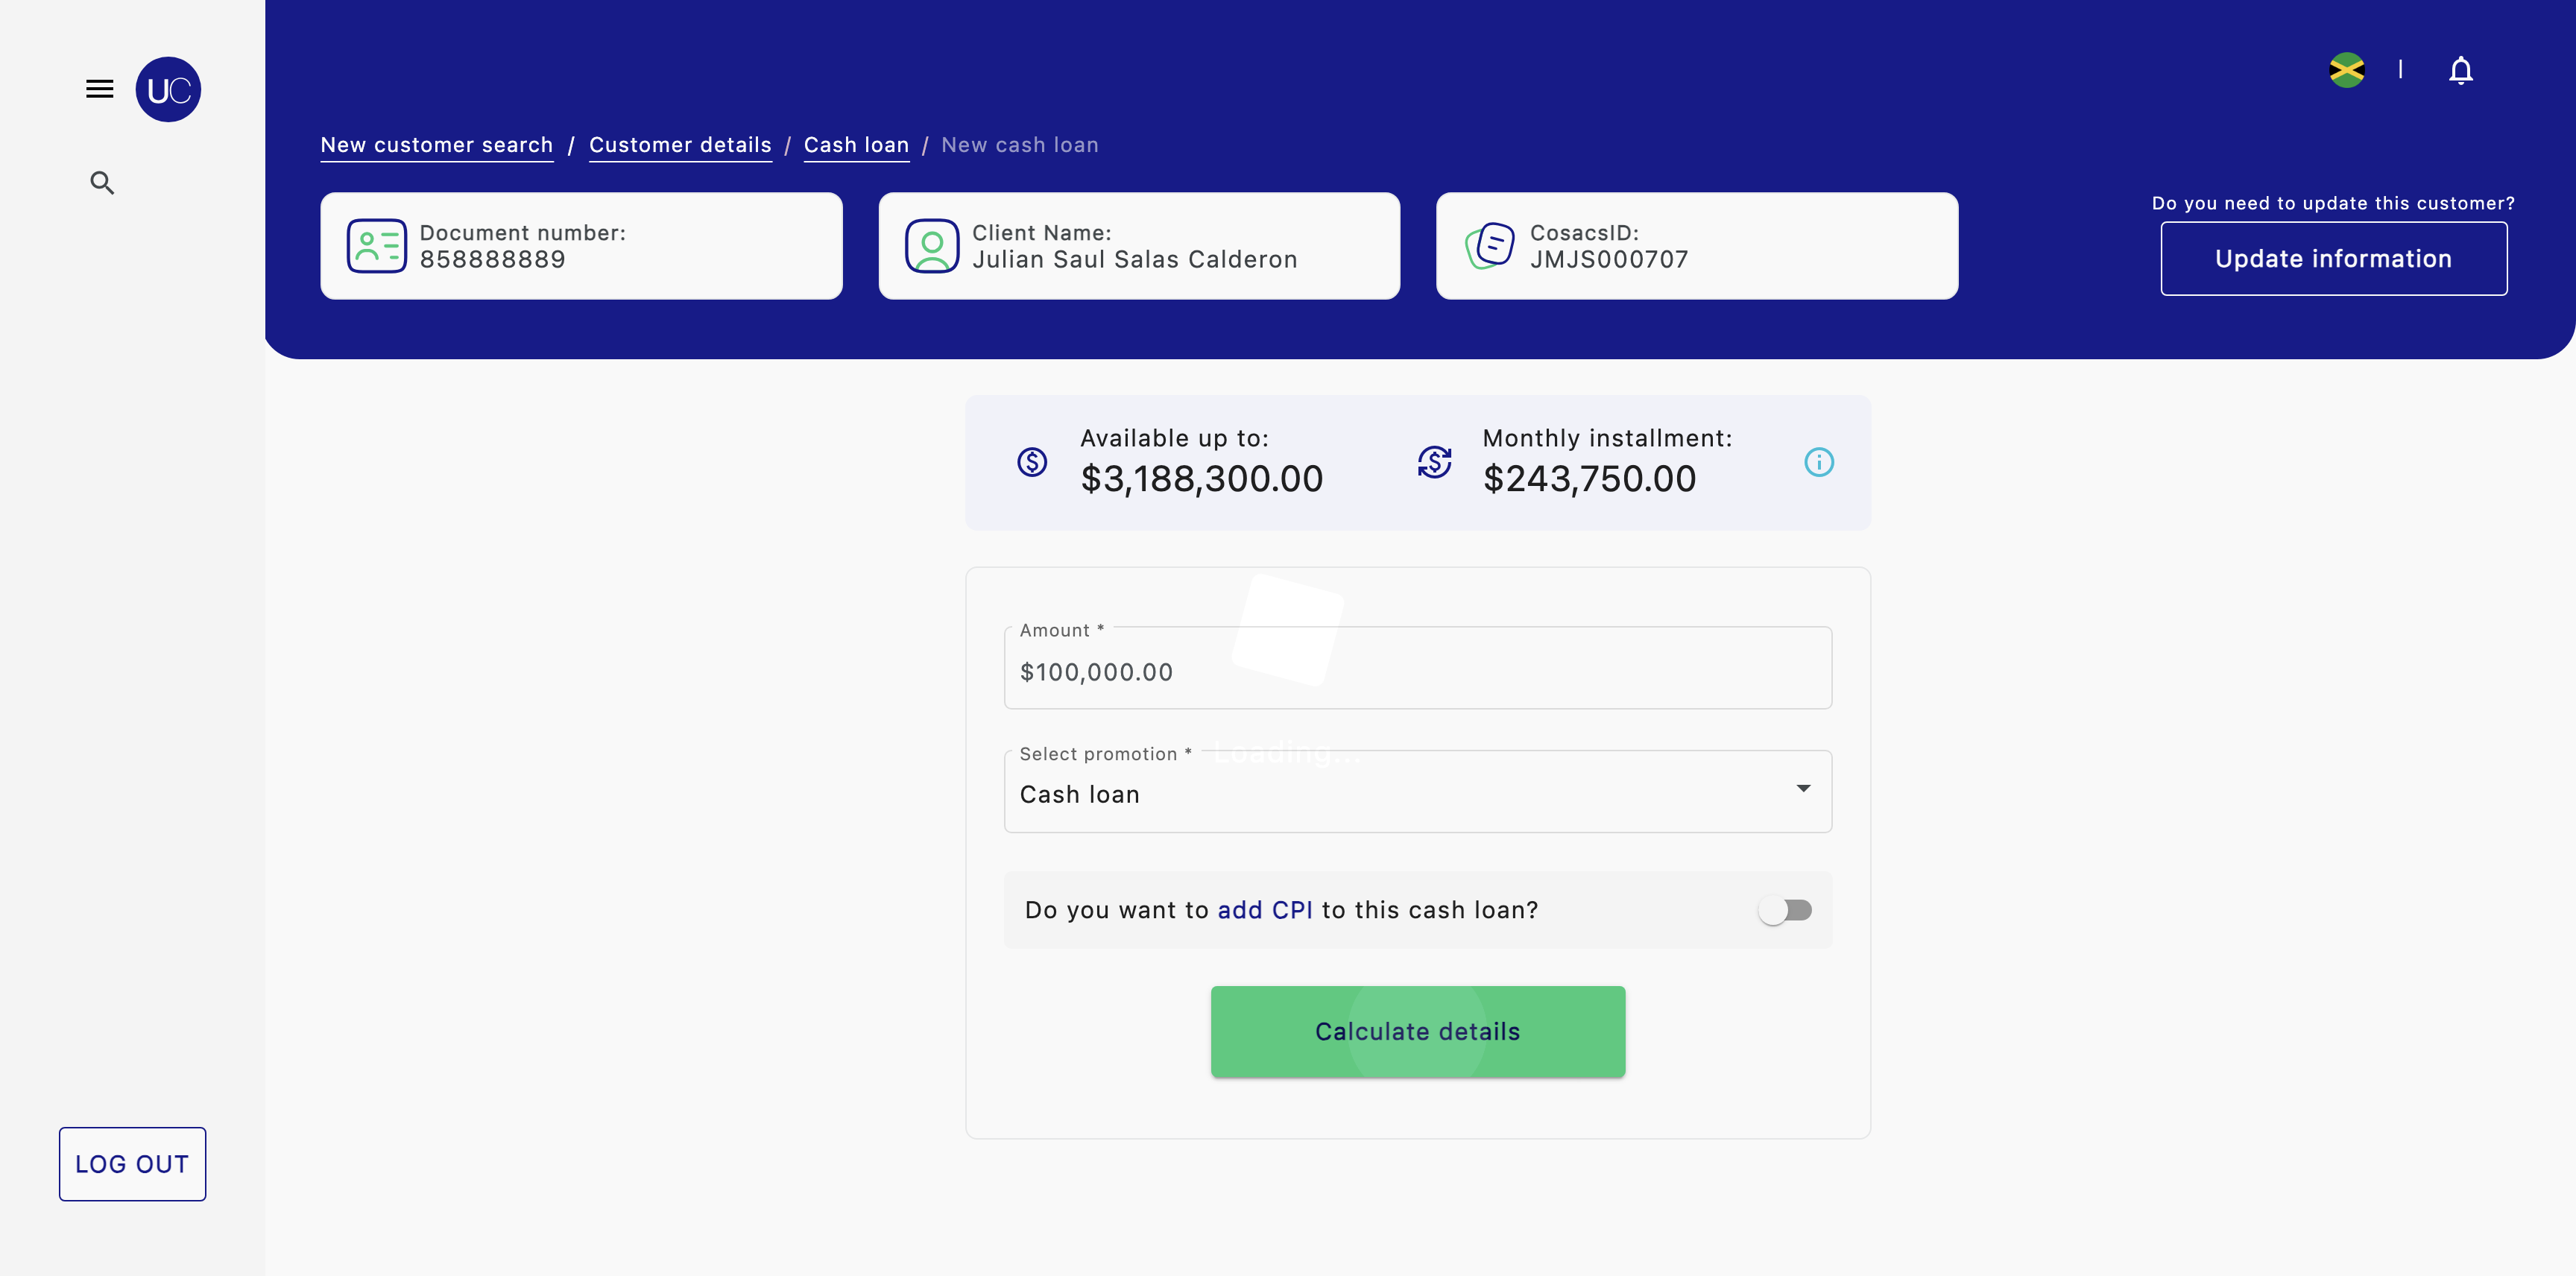 UC
New customer search / Customer details / Cash loan / New cash loan
Document number:
858888889
Client Name:
Julian Saul Salas Calderon
CosacsID:
JMJS000707
Do you need to update this customer?
Update information
Available up to:
$3,188,300.00
Monthly installment:
$243,750.00
Amount *
$100,000.00
Select promotion *
Loading...
Cash loan
Do you want to add CPI to this cash loan?
Calculate details
LOG OUT